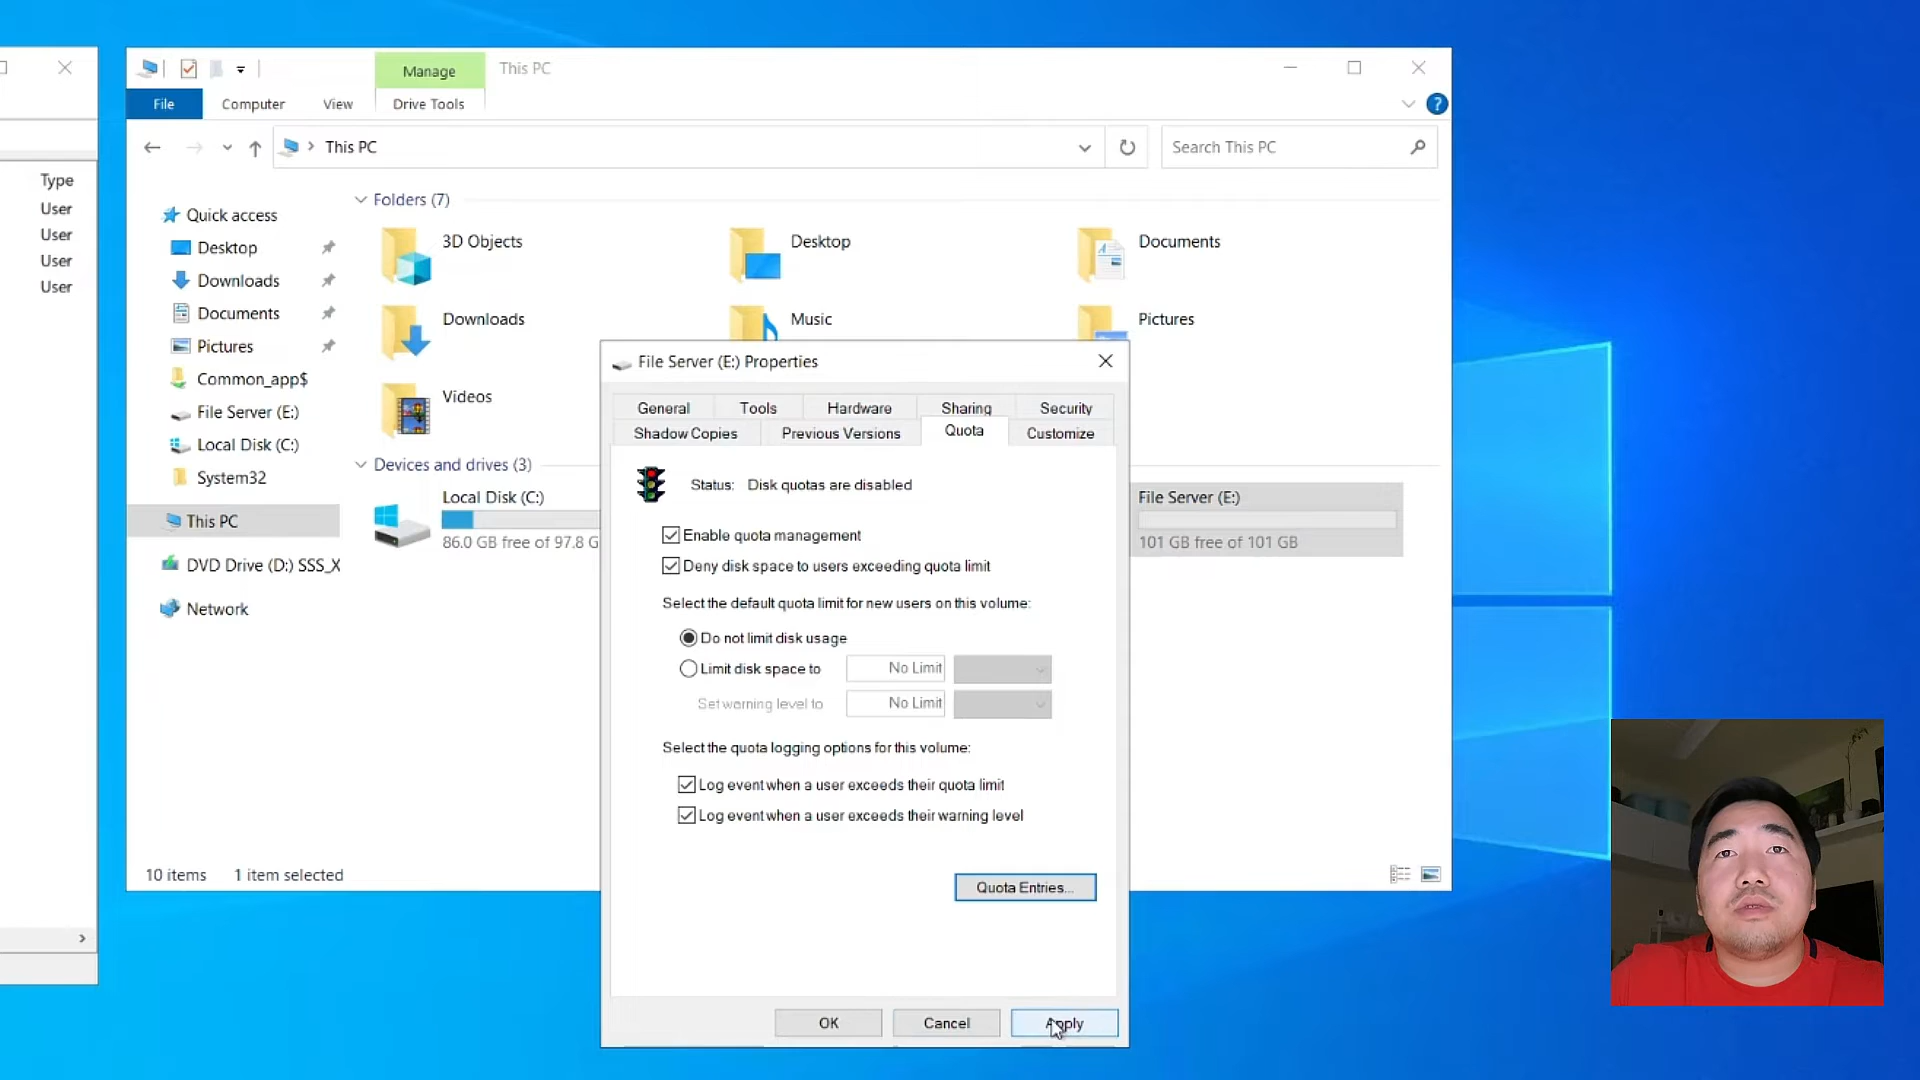 Type
User
User
User
User
Manage
This PC
File
Computer
View
Drive Tools
This PC
Search This PC
Quick access
Desktop
Downloads
Documents
Pictures
Common_app$
File Server (E:)
Local Disk (C:)
System32
This PC
DVD Drive (D:) SSS_X
Network
Folders (7)
3D Objects
Desktop
Documents
Downloads
Music
Pictures
Videos
Devices and drives (3)
Local Disk (C:)
86.0 GB free of 97.8 G
File Server (E:)
101 GB free of 101 GB
10 items
1 item selected
File Server (E:) Properties
General
Tools
Hardware
Sharing
Security
Shadow Copies
Previous Versions
Quota
Customize
Status: Disk quotas are disabled
Enable quota management
Deny disk space to users exceeding quota limit
Select the default quota limit for new users on this volume:
Do not limit disk usage
Limit disk space to No Limit
Set warning level to No Limit
Select the quota logging options for this volume:
Log event when a user exceeds their quota limit
Log event when a user exceeds their warning level
Quota Entries...
OK
Cancel
Apply